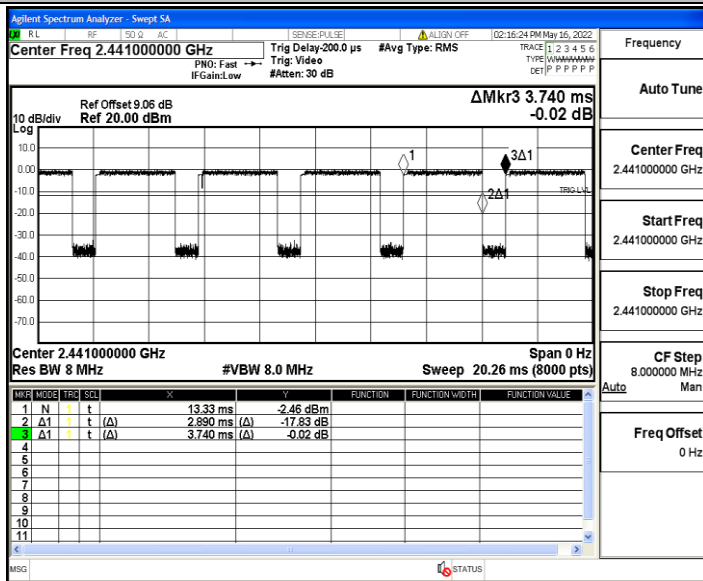 Agilent Spectrum Analyzer - Swept SA
LXI RL RF 50 Ω AC SENSE:PULSE ALIGN OFF 02:16:24 PM May 16, 2022
Center Freq 2.441000000 GHz
PNO: Fast
IFGain:Low
Trig Delay-200.0 µs
Trig: Video
#Atten: 30 dB
#Avg Type: RMS
TRACE 1 2 3 4 5 6
TYPE
DET P P P P P P
Ref Offset 9.06 dB
10 dB/div Ref 20.00 dBm
Log
ΔMkr3 3.740 ms
-0.02 dB
10.0
0.00
-10.0
-20.0
-30.0
-40.0
-50.0
-60.0
-70.0
1
3Δ1
2Δ1
TRIG LVL
Center 2.441000000 GHz Span 0 Hz
Res BW 8 MHz #VBW 8.0 MHz Sweep 20.26 ms (8000 pts)
MKR MODE TRC SCL X Y FUNCTION FUNCTION WIDTH FUNCTION VALUE
1 N 1 t 13.33 ms -2.46 dBm
2 Δ1 1 t (Δ) 2.890 ms (Δ) -17.83 dB
3 Δ1 1 t (Δ) 3.740 ms (Δ) -0.02 dB
4
5
6
7
8
9
10
11
MSG STATUS
Frequency
Auto Tune
Center Freq
2.441000000 GHz
Start Freq
2.441000000 GHz
Stop Freq
2.441000000 GHz
CF Step
8.000000 MHz
Auto Man
Freq Offset
0 Hz